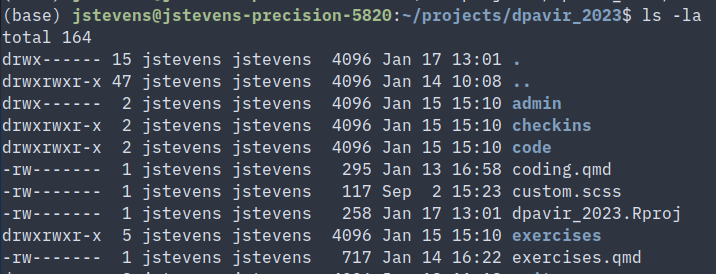 (base) jstevens@jstevens-precision-5820:~/projects/dpavir_2023$ ls -la
total 164
drwx------ 15 jstevens jstevens  4096 Jan 17 13:01 .
drwxrwxr-x 47 jstevens jstevens  4096 Jan 14 10:08 ..
drwx------  2 jstevens jstevens  4096 Jan 15 15:10 admin
drwxrwxr-x  2 jstevens jstevens  4096 Jan 15 15:10 checkins
drwxrwxr-x  2 jstevens jstevens  4096 Jan 15 15:10 code
-rw-------  1 jstevens jstevens   295 Jan 13 16:58 coding.qmd
-rw-------  1 jstevens jstevens   117 Sep  2 15:23 custom.scss
-rw-------  1 jstevens jstevens   258 Jan 17 13:01 dpavir_2023.Rproj
drwxrwxr-x  5 jstevens jstevens  4096 Jan 15 15:10 exercises
-rw-------  1 jstevens jstevens   717 Jan 14 16:22 exercises.qmd